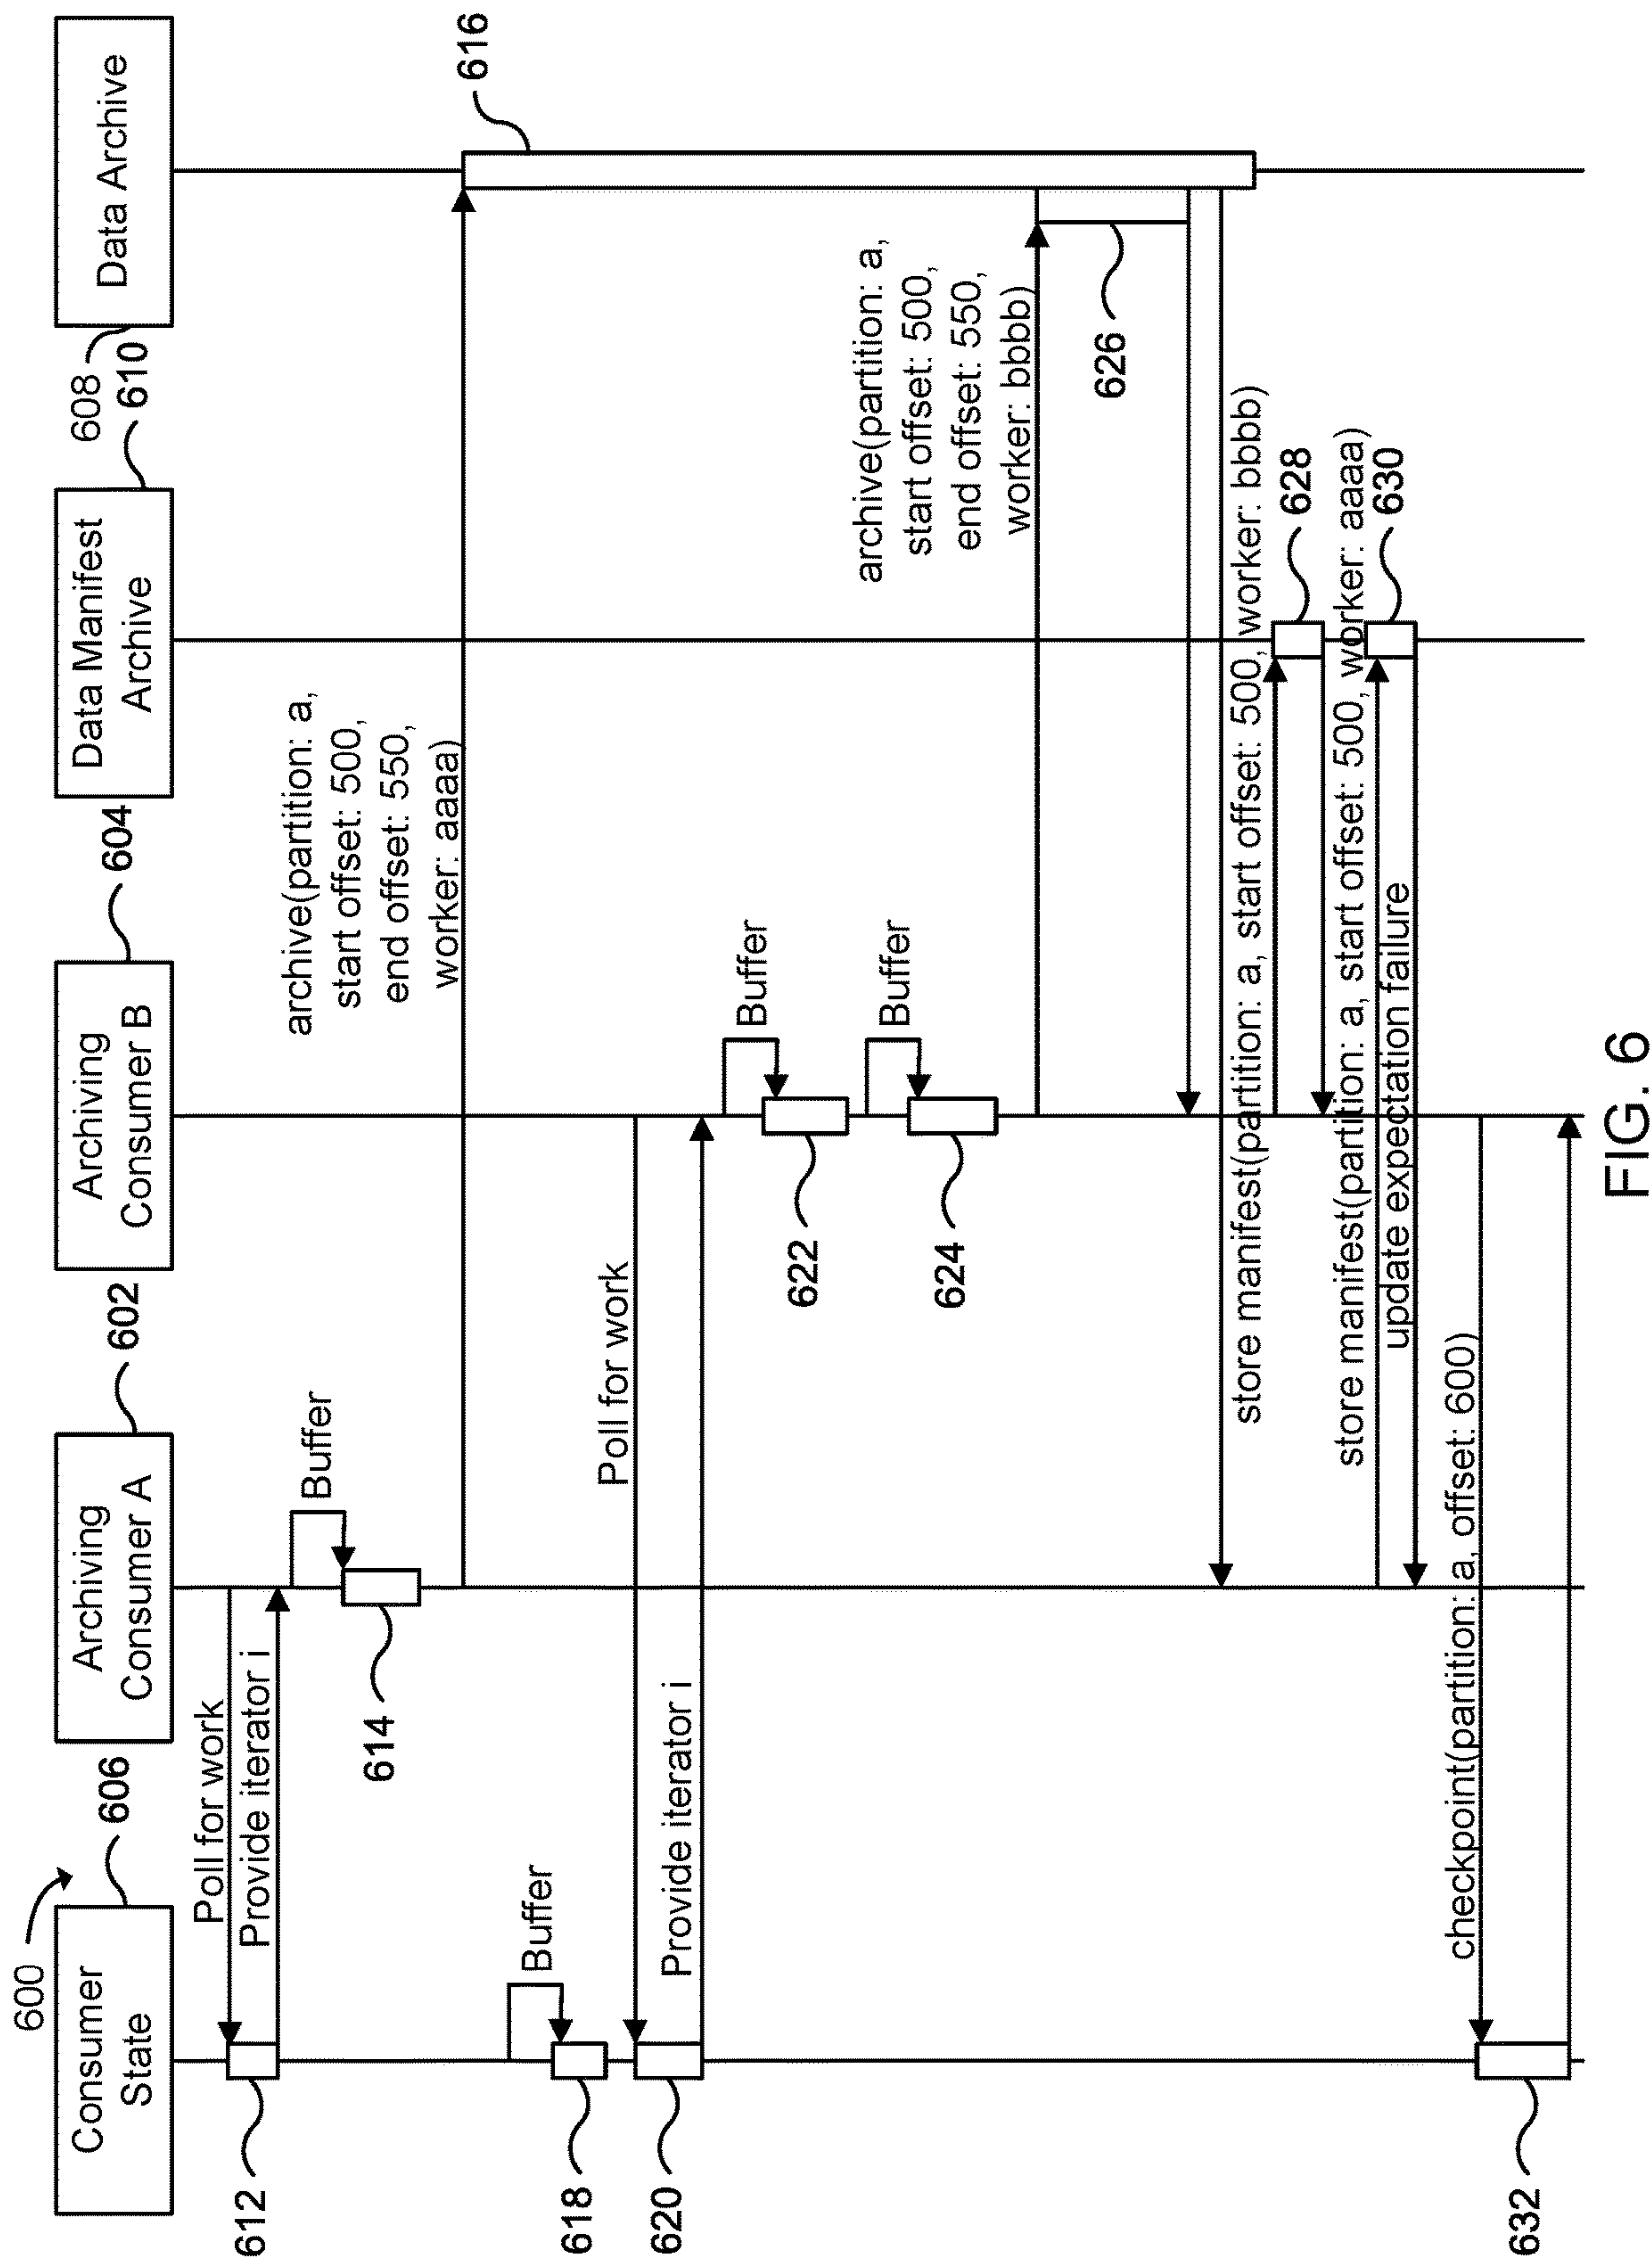 600
Consumer
State
606
Archiving
Consumer A
602
Archiving
Consumer B
604
Data Manifest
Archive
610
608
Data Archive
612
Poll for work
Provide iterator i
Buffer
614
archive(partition: a,
start offset: 500,
end offset: 550,
worker: aaaa)
616
Buffer
618
Poll for work
620
Provide iterator i
Buffer
622
Buffer
624
archive(partition: a,
start offset: 500,
end offset: 550,
worker: bbbb)
626
store manifest(partition: a, start offset: 500, worker: bbbb)
628
store manifest(partition: a, start offset: 500, worker: aaaa)
630
update expectation failure
checkpoint(partition: a, offset: 600)
632
FIG. 6